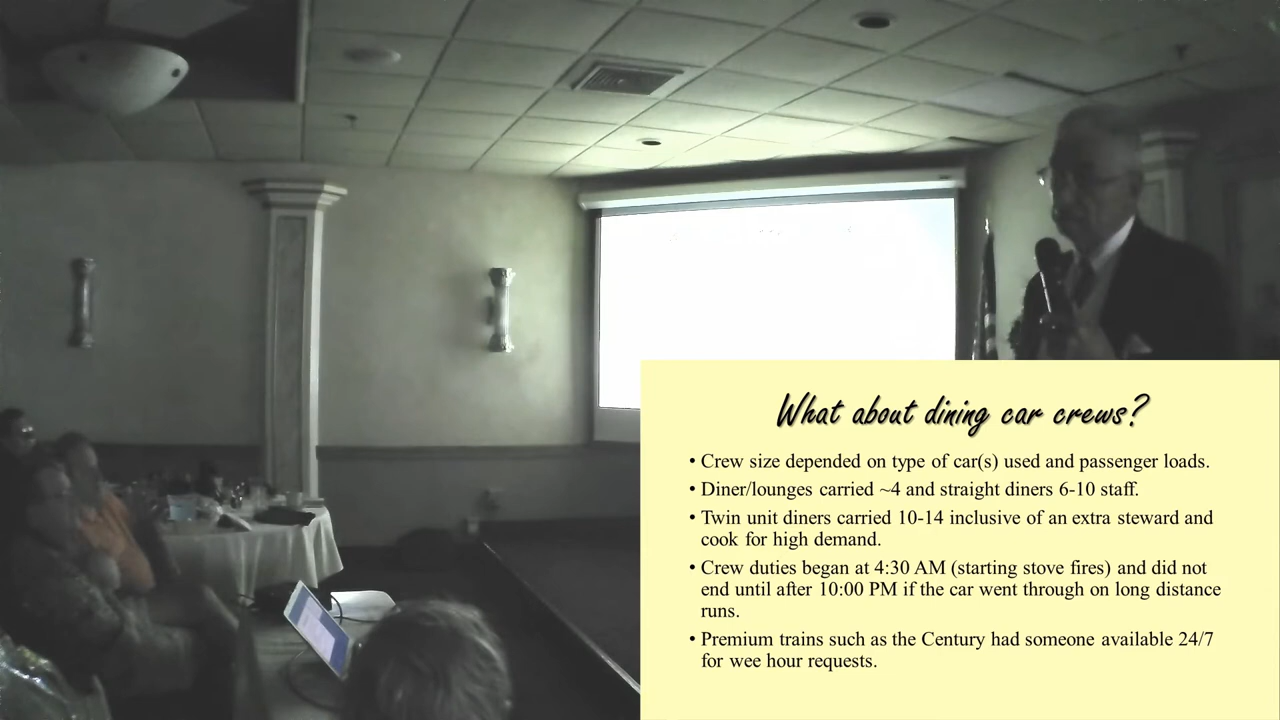 What about dining car crews?
• Crew size depended on type of car(s) used and passenger loads.
• Diner/lounges carried ~4 and straight diners 6-10 staff.
• Twin unit diners carried 10-14 inclusive of an extra steward and
cook for high demand.
• Crew duties began at 4:30 AM (starting stove fires) and did not
end until after 10:00 PM if the car went through on long distance
runs.
• Premium trains such as the Century had someone available 24/7
for wee hour requests.